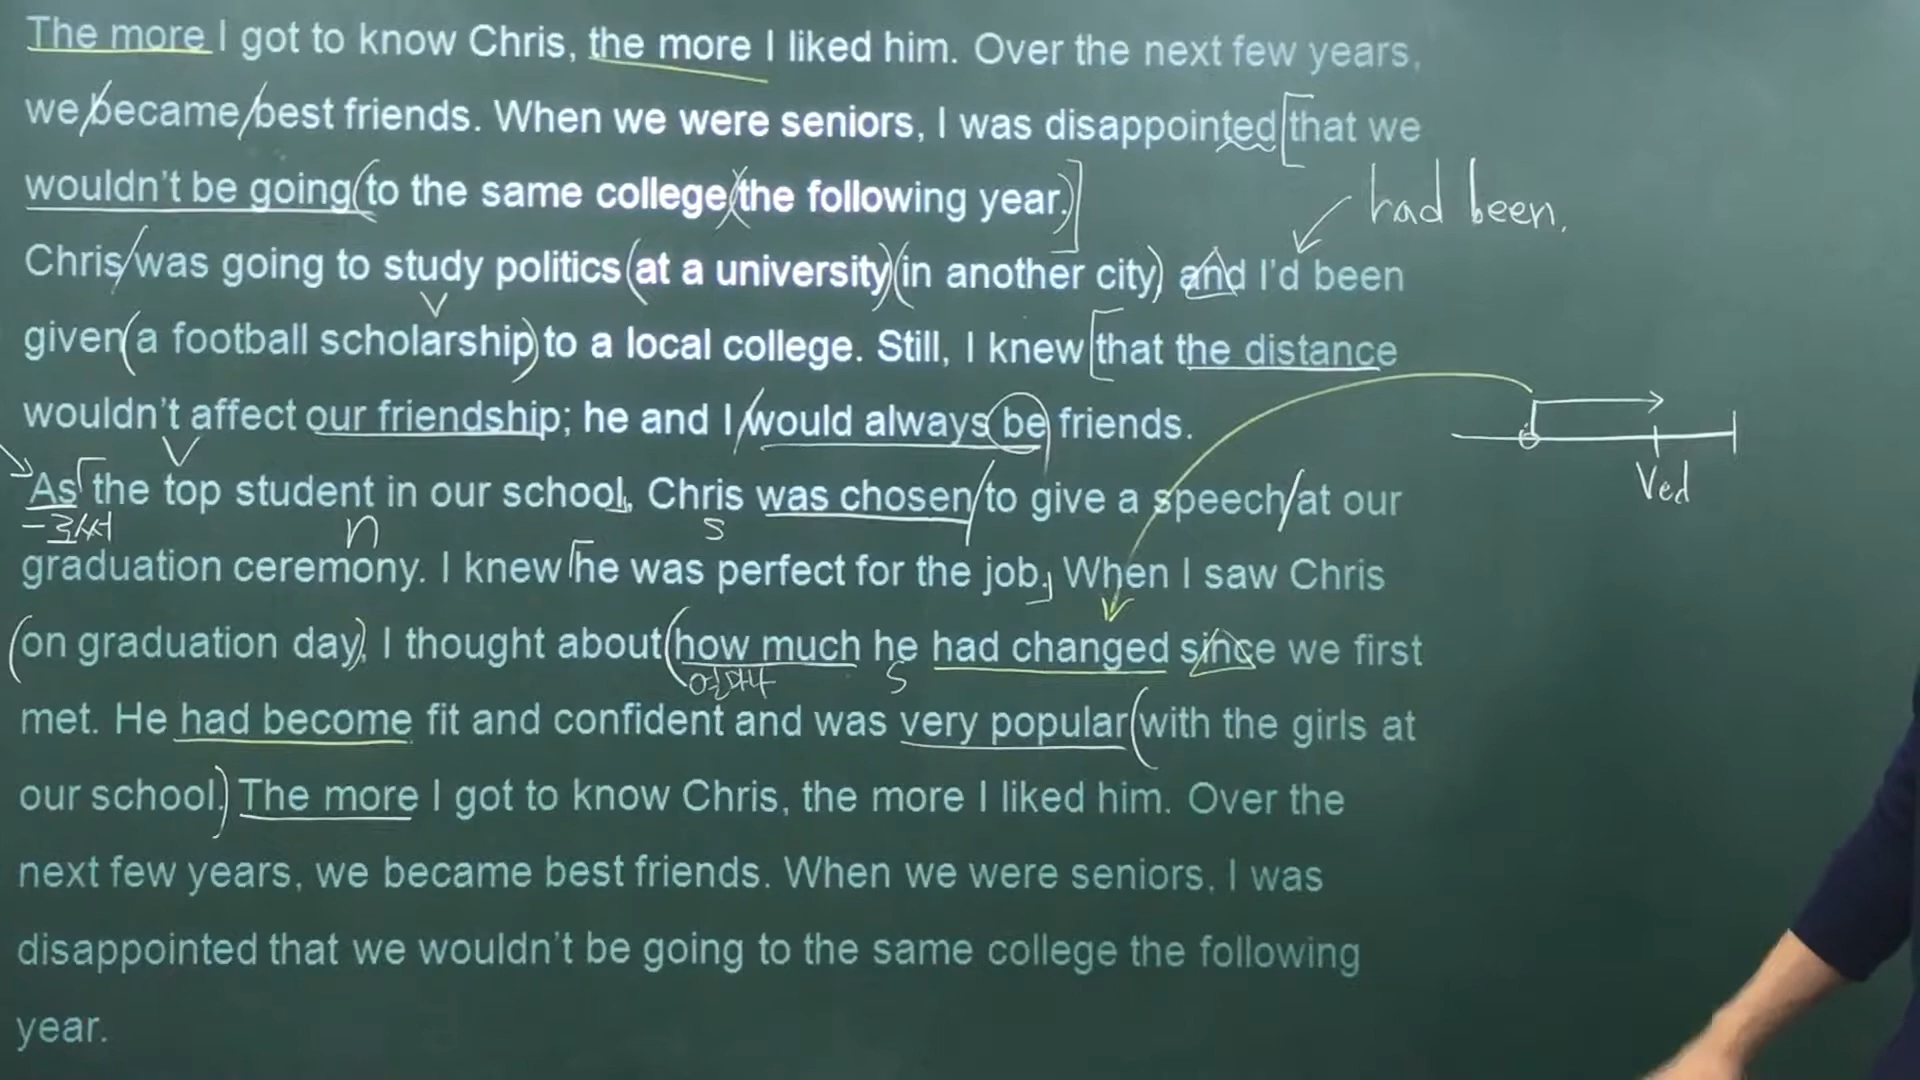 The more I got to know Chris, the more I liked him. Over the next few years,
we became best friends. When we were seniors, I was disappointed that we
wouldn't be going to the same college the following year.
had been.
Chris was going to study politics at a university in another city, and I'd been
given a football scholarship to a local college. Still, I knew that the distance
wouldn't affect our friendship; he and I would always be friends.
Ved
As the top student in our school, Chris was chosen to give a speech at our
-로서
n
s
graduation ceremony. I knew he was perfect for the job. When I saw Chris
on graduation day, I thought about how much he had changed since we first
얼마나
S
met. He had become fit and confident and was very popular with the girls at
our school. The more I got to know Chris, the more I liked him. Over the
next few years, we became best friends. When we were seniors, I was
disappointed that we wouldn't be going to the same college the following
year.